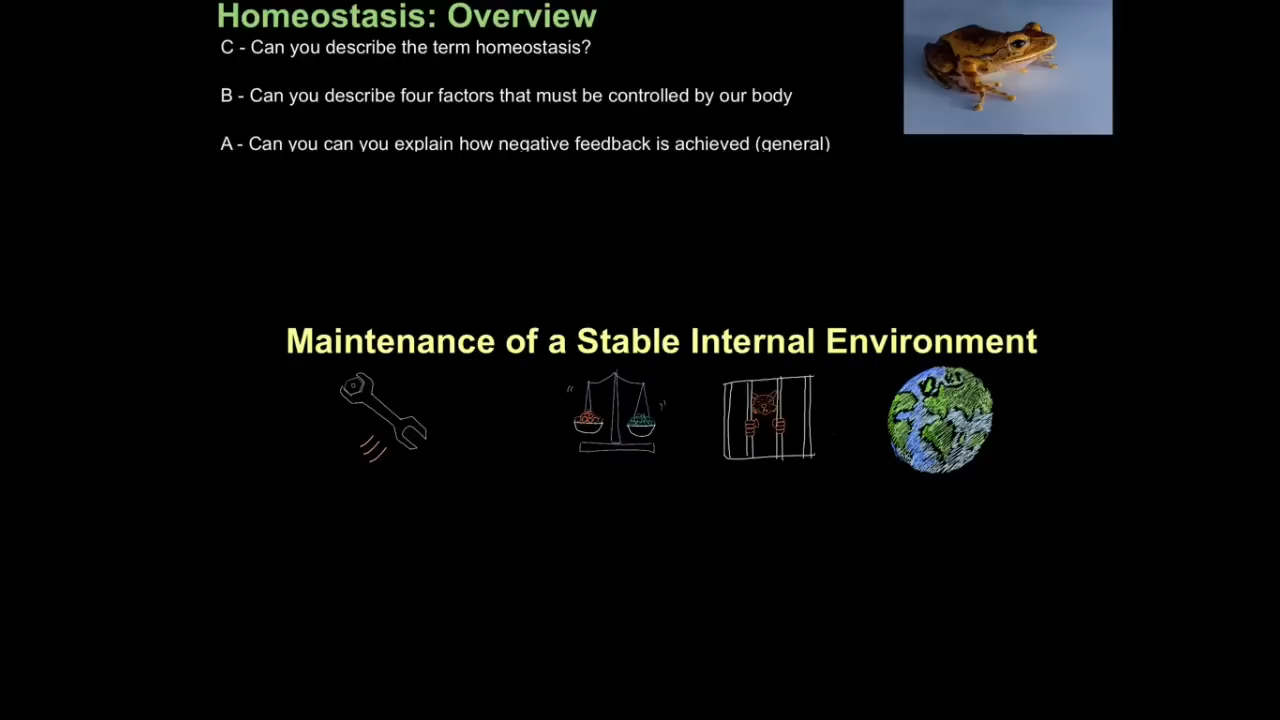 Homeostasis: Overview
C - Can you describe the term homeostasis?
B - Can you describe four factors that must be controlled by our body
A - Can you can you explain how negative feedback is achieved (general)
Maintenance of a Stable Internal Environment